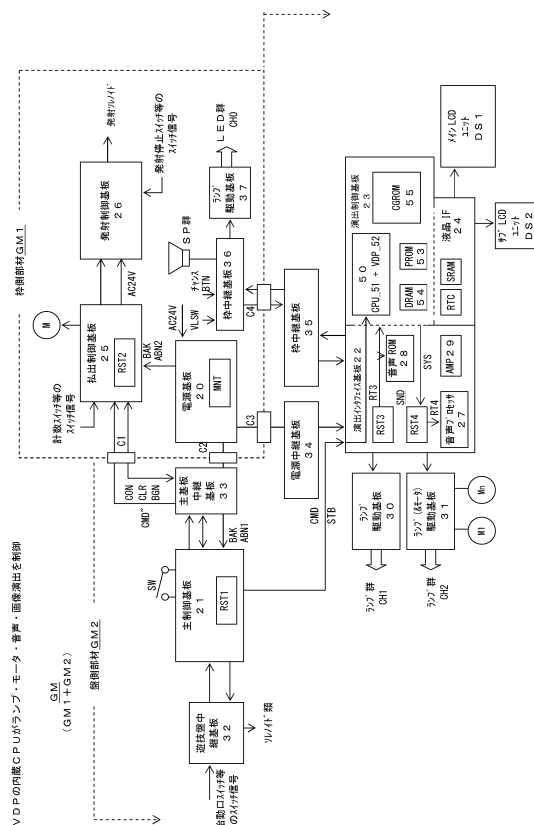 VDPの内蔵CPUがランプ・モータ・音声・画像演出を制御
GM
(GM1+GM2)
枠側部材GM1
盤側部材GM2
計数スイッチ等の
スイッチ信号
M
払出制御基板
25
RST2
AC24V
発射制御基板
26
発射ソレノイド
発射停止スイッチ等の
スイッチ信号
C1
CON
CLR
BGN
CMD”
BAK
ABN2
主基板
中継
基板
33
C2
電源基板
20
MNT
AC24V
VLSW
チャンス
BTN
SP群
枠中継基板36
ランプ
駆動基板
37
LED群
CH0
C3
C4
SW
主制御基板
21
RST1
BAK
ABN1
遊技盤中
継基板
32
始動口スイッチ等
のスイッチ信号
ソレノイド類
電源中継基板
34
枠中継基板
35
CMD
STB
演出インタフェイス基板22
RST3
RT3
音声ROM
28
RST4
SND
SYS
RT4
音声プロセッサ
27
AMP29
演出制御基板
23
50
CPU_51 + VDP_52
CGROM
55
PROM
53
DRAM
54
液晶IF
24
RTC
SRAM
メインLCD
ユニット
DS1
サブLCD
ユニット
DS2
ランプ
駆動基板
30
ランプ群
CH1
ランプ(&モータ)
駆動基板
31
ランプ群
CH2
M1
Mn